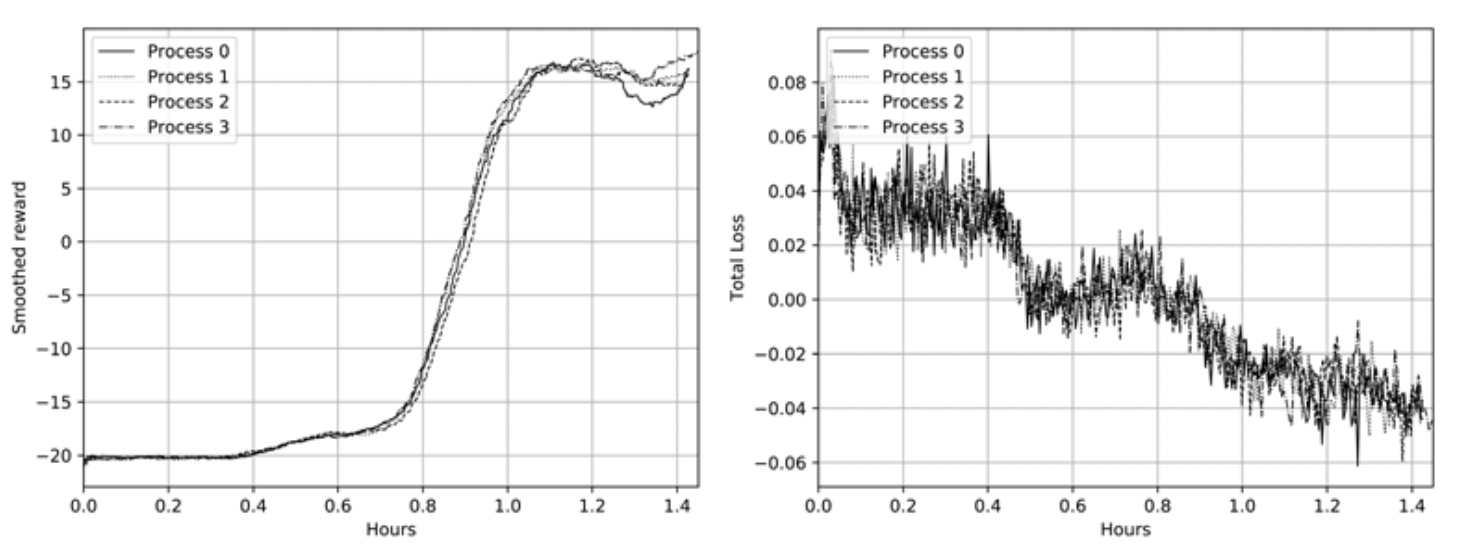 Process 0
Process 1
Process 2
Process 3
15
10
5
0
−5
−10
−15
−20
Smoothed reward
0.0 0.2 0.4 0.6 0.8 1.0 1.2 1.4
Hours
Process 0
Process 1
Process 2
Process 3
0.08
0.06
0.04
0.02
0.00
−0.02
−0.04
−0.06
Total Loss
0.0 0.2 0.4 0.6 0.8 1.0 1.2 1.4
Hours